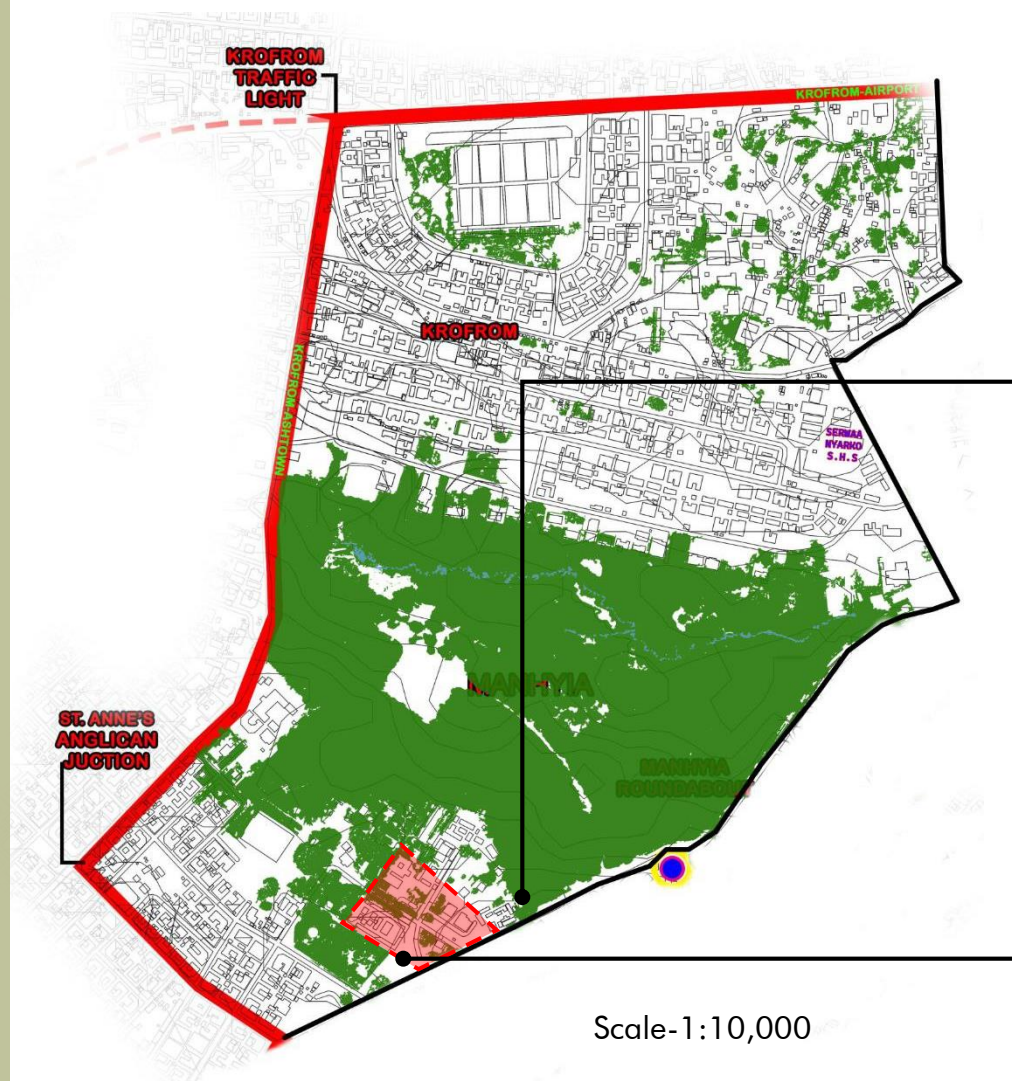 KROFROM
TRAFFIC
LIGHT
KROFROM-AIRPORT
KROFROM
KROFROM-ASHTOWN
SERWAA
NYARKO
S.H.S
MANHYIA
ST. ANNE'S
ANGLICAN
JUCTION
MANHYIA
ROUNDABOUT
Scale-1:10,000